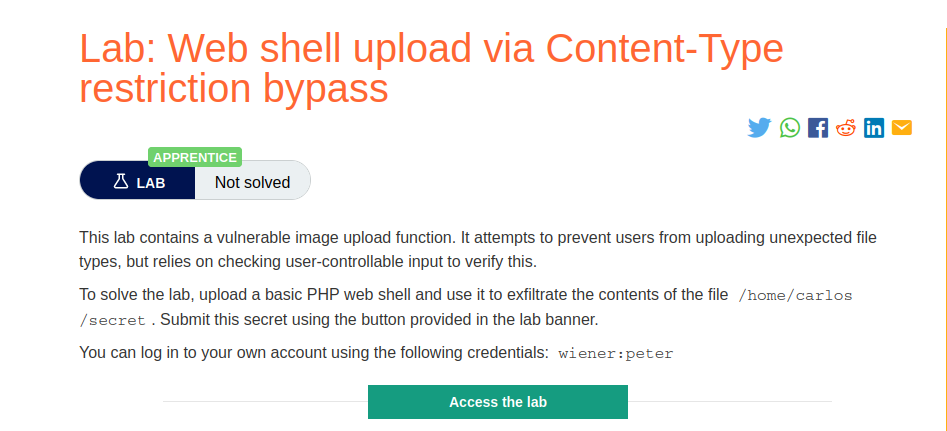 Lab: Web shell upload via Content-Type
restriction bypass
APPRENTICE
LAB
Not solved
This lab contains a vulnerable image upload function. It attempts to prevent users from uploading unexpected file
types, but relies on checking user-controllable input to verify this.
To solve the lab, upload a basic PHP web shell and use it to exfiltrate the contents of the file /home/carlos
/secret . Submit this secret using the button provided in the lab banner.
You can log in to your own account using the following credentials: wiener:peter
Access the lab